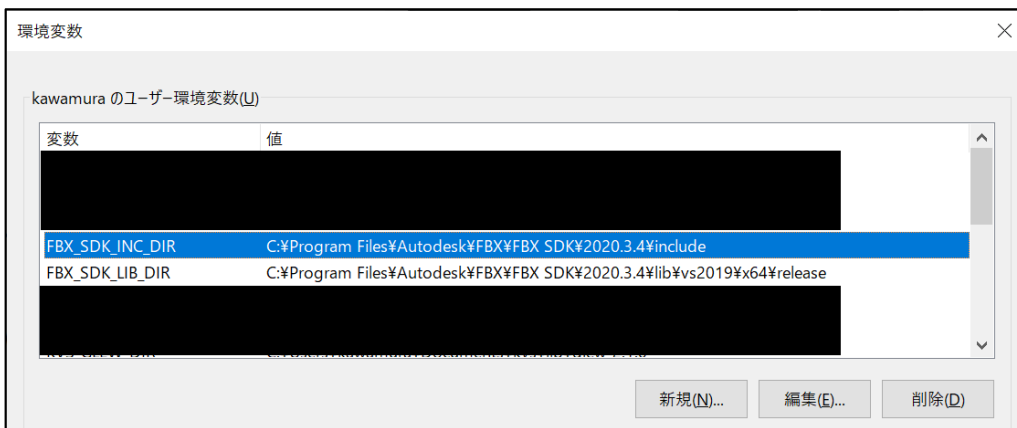 環境変数
kawamura のユーザー環境変数(U)
変数 値
FBX_SDK_INC_DIR C:¥Program Files¥Autodesk¥FBX¥FBX SDK¥2020.3.4¥include
FBX_SDK_LIB_DIR C:¥Program Files¥Autodesk¥FBX¥FBX SDK¥2020.3.4¥lib¥vs2019¥x64¥release
新規(N)... 編集(E)... 削除(D)